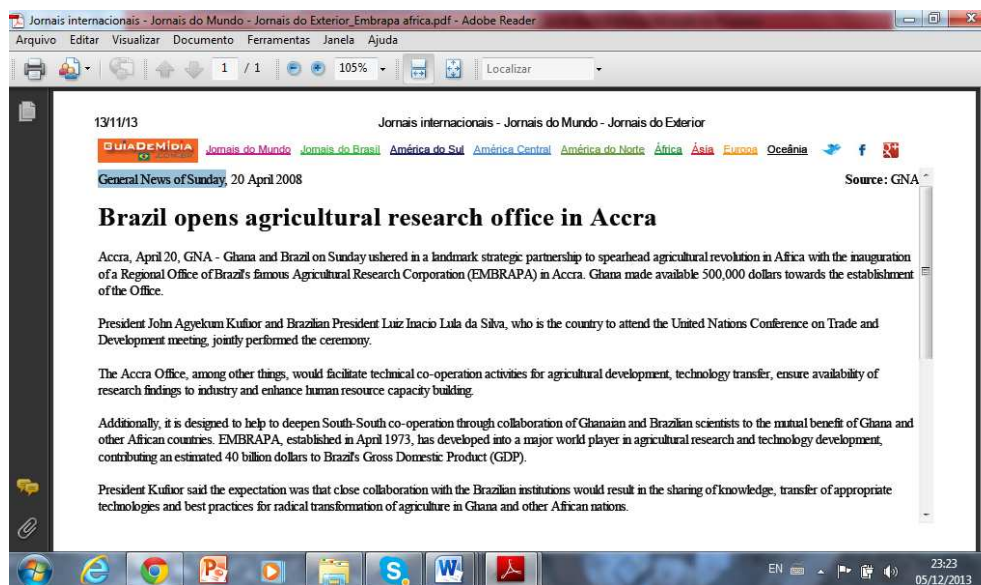 Jornais internacionais - Jornais do Mundo - Jornais do Exterior_Embrapa africa.pdf - Adobe Reader
Arquivo Editar Visualizar Documento Ferramentas Janela Ajuda
1 / 1 105% Localizar
13/11/13 Jornais internacionais - Jornais do Mundo - Jornais do Exterior
GUIADEMÍDIA Jornais do Mundo Jornais do Brasil América do Sul América Central América do Norte África Ásia Europa Oceânia
General News of Sunday, 20 April 2008 Source: GNA
Brazil opens agricultural research office in Accra
Accra, April 20, GNA - Ghana and Brazil on Sunday ushered in a landmark strategic partnership to spearhead agricultural revolution in Africa with the inauguration
of a Regional Office of Brazil's famous Agricultural Research Corporation (EMBRAPA) in Accra. Ghana made available 500,000 dollars towards the establishment
of the Office.
President John Agyekum Kufuor and Brazilian President Luiz Inacio Lula da Silva, who is the country to attend the United Nations Conference on Trade and
Development meeting, jointly performed the ceremony.
The Accra Office, among other things, would facilitate technical co-operation activities for agricultural development, technology transfer, ensure availability of
research findings to industry and enhance human resource capacity building.
Additionally, it is designed to help to deepen South-South co-operation through collaboration of Ghanaian and Brazilian scientists to the mutual benefit of Ghana and
other African countries. EMBRAPA, established in April 1973, has developed into a major world player in agricultural research and technology development,
contributing an estimated 40 billion dollars to Brazil's Gross Domestic Product (GDP).
President Kufuor said the expectation was that close collaboration with the Brazilian institutions would result in the sharing of knowledge, transfer of appropriate
technologies and best practices for radical transformation of agriculture in Ghana and other African nations.
EN 23:23
05/12/2013